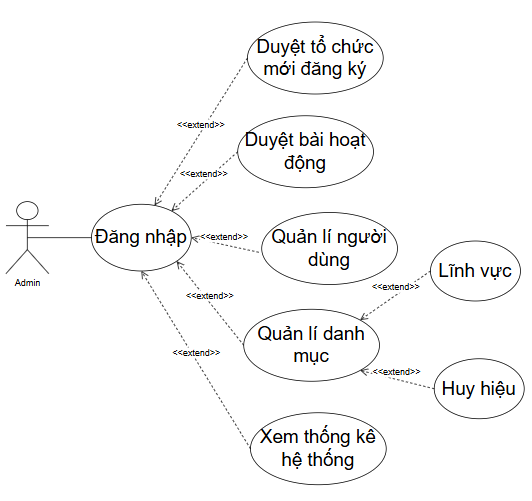 Duyệt tổ chức
mới đăng ký
<<extend>>
Duyệt bài hoạt
động
<<extend>>
Admin
Đăng nhập
<<extend>>
Quản lí người
dùng
<<extend>>
Quản lí danh
mục
<<extend>>
Lĩnh vực
<<extend>>
Huy hiệu
<<extend>>
Xem thống kê
hệ thống